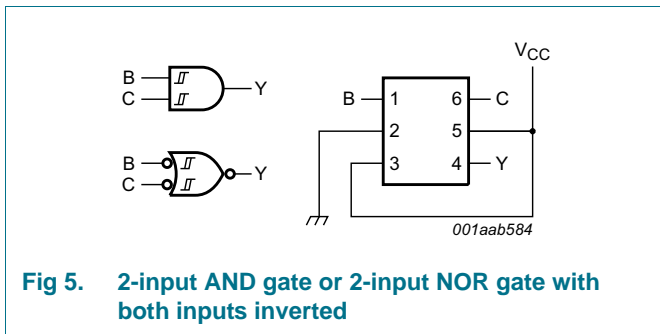 VCC
B
C
Y
B
C
Y
B 1 6 C
2 5
3 4 Y
001aab584
Fig 5. 2-input AND gate or 2-input NOR gate with
both inputs inverted